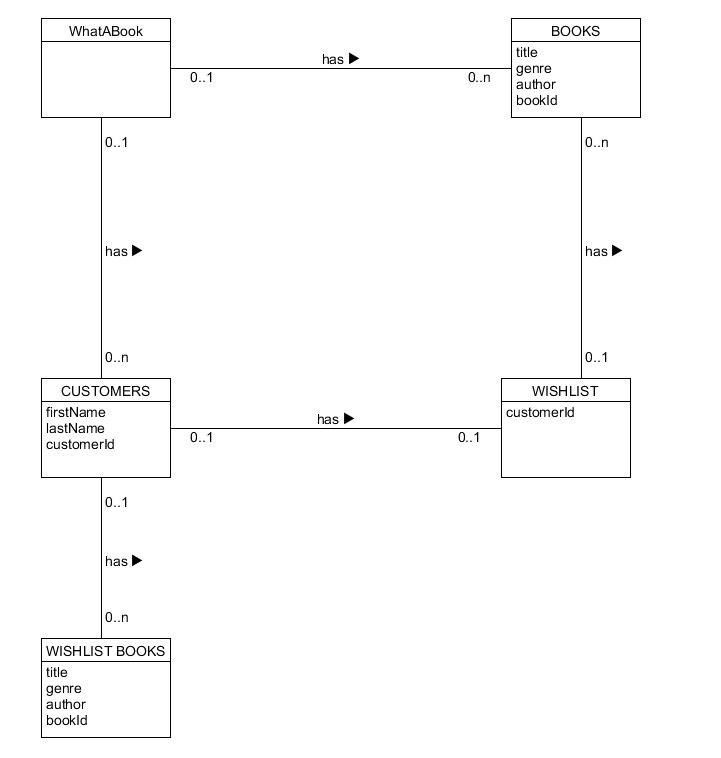 WhatABook
BOOKS
title
genre
author
bookId
has ▶
0..1
0..n
0..1
0..n
has ▶
has ▶
0..n
0..1
CUSTOMERS
firstName
lastName
customerId
WISHLIST
customerId
has ▶
0..1
0..1
0..1
has ▶
0..n
WISHLIST BOOKS
title
genre
author
bookId